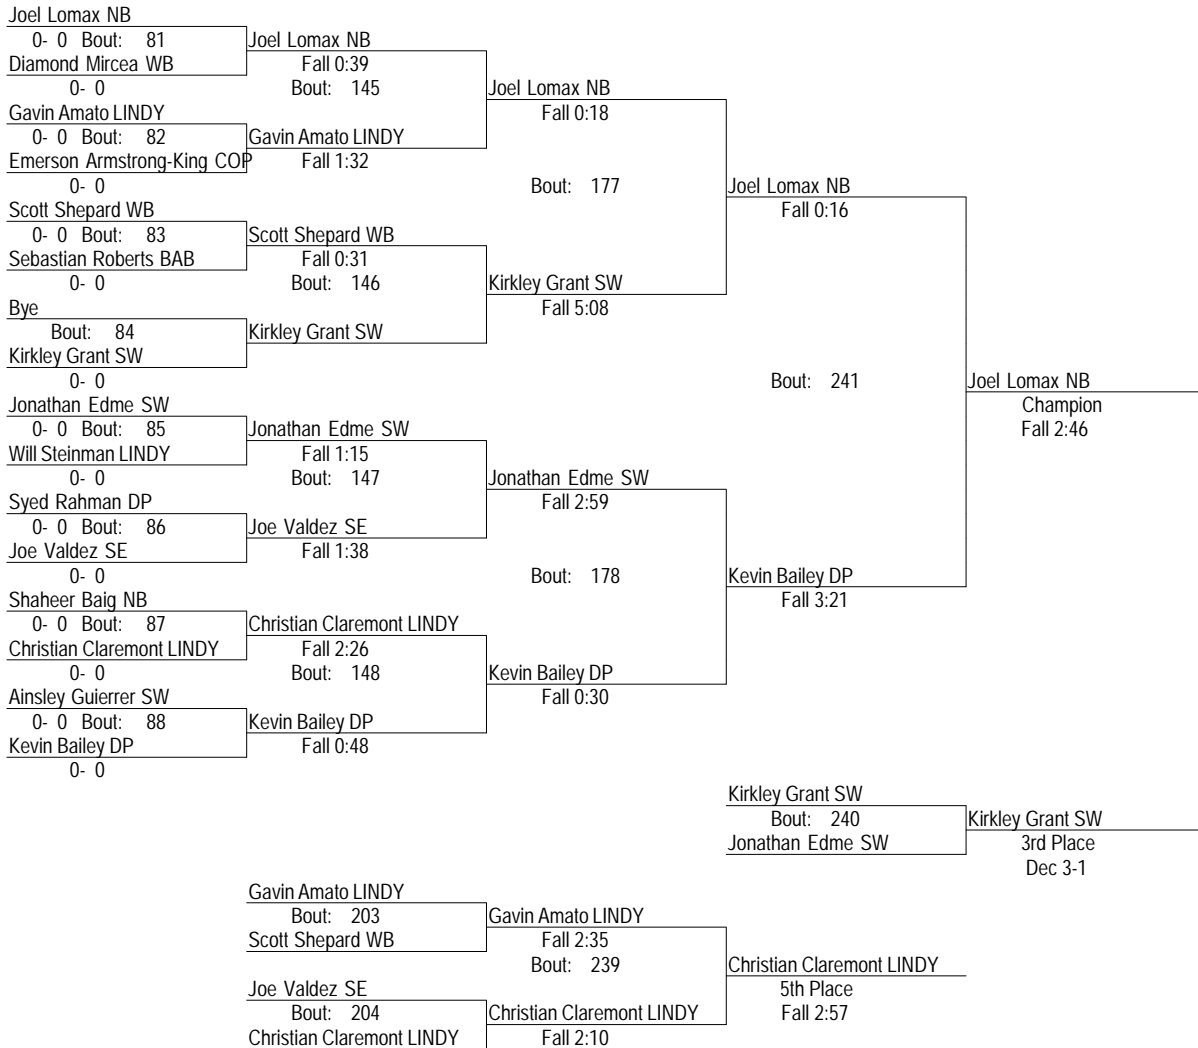 Joel Lomax NB
0- 0 Bout: 81
Diamond Mircea WB
0- 0
Gavin Amato LINDY
0- 0 Bout: 82
Emerson Armstrong-King COP
0- 0
Scott Shepard WB
0- 0 Bout: 83
Sebastian Roberts BAB
0- 0
Bye
Bout: 84
Kirkley Grant SW
0- 0
Jonathan Edme SW
0- 0 Bout: 85
Will Steinman LINDY
0- 0
Syed Rahman DP
0- 0 Bout: 86
Joe Valdez SE
0- 0
Shaheer Baig NB
0- 0 Bout: 87
Christian Claremont LINDY
0- 0
Ainsley Guierrer SW
0- 0 Bout: 88
Kevin Bailey DP
0- 0
Joel Lomax NB
Fall 0:39
Bout: 145
Gavin Amato LINDY
Fall 1:32
Scott Shepard WB
Fall 0:31
Bout: 146
Kirkley Grant SW
Jonathan Edme SW
Fall 1:15
Bout: 147
Joe Valdez SE
Fall 1:38
Christian Claremont LINDY
Fall 2:26
Bout: 148
Kevin Bailey DP
Fall 0:48
Joel Lomax NB
Fall 0:18
Bout: 177
Kirkley Grant SW
Fall 5:08
Jonathan Edme SW
Fall 2:59
Bout: 178
Kevin Bailey DP
Fall 0:30
Joel Lomax NB
Fall 0:16
Bout: 241
Kevin Bailey DP
Fall 3:21
Joel Lomax NB
Champion
Fall 2:46
Kirkley Grant SW
Bout: 240
Jonathan Edme SW
Kirkley Grant SW
3rd Place
Dec 3-1
Gavin Amato LINDY
Bout: 203
Scott Shepard WB
Joe Valdez SE
Bout: 204
Christian Claremont LINDY
Gavin Amato LINDY
Fall 2:35
Bout: 239
Christian Claremont LINDY
Fall 2:10
Christian Claremont LINDY
5th Place
Fall 2:57